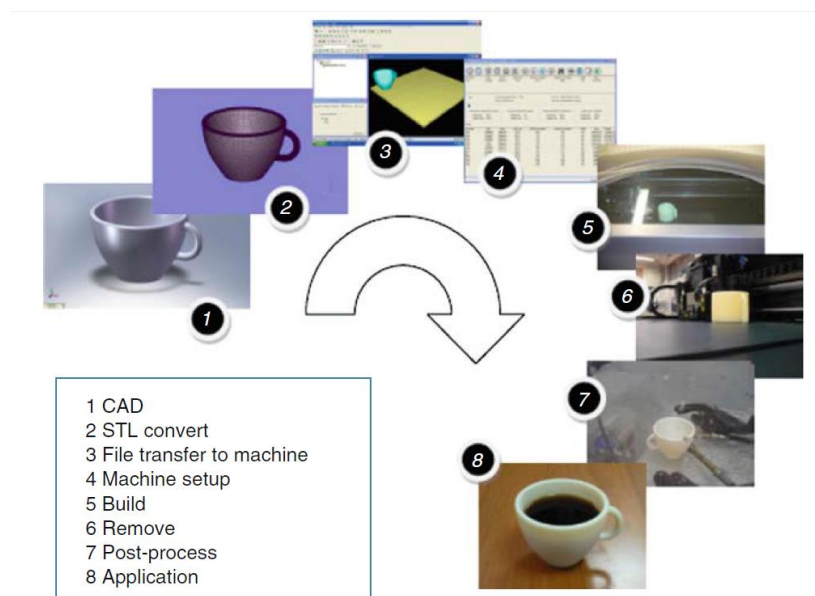 3
4
2
5
1
6
7
8
1 CAD
2 STL convert
3 File transfer to machine
4 Machine setup
5 Build
6 Remove
7 Post-process
8 Application